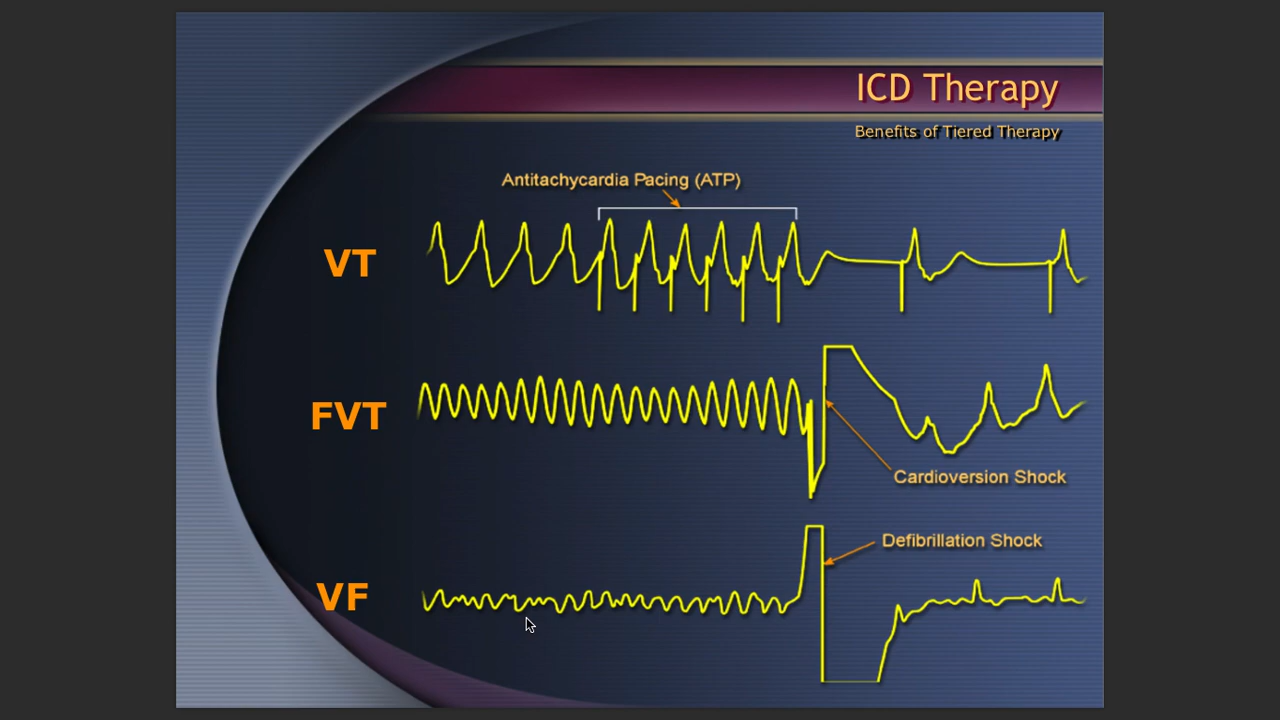 ICD Therapy
Benefits of Tiered Therapy
Antitachycardia Pacing (ATP)
VT
FVT
Cardioversion Shock
Defibrillation Shock
VF